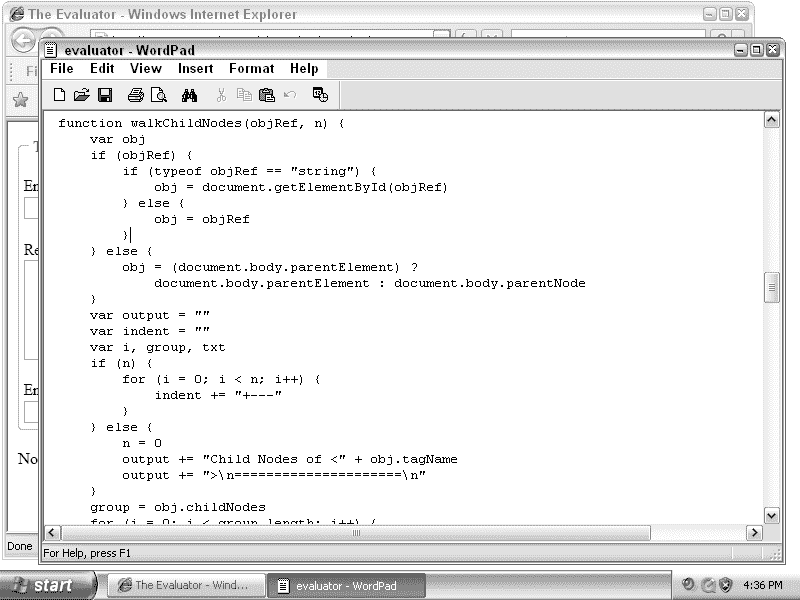 The Evaluator - Windows Internet Explorer
evaluator - WordPad
File Edit View Insert Format Help
function walkChildNodes(objRef, n) {
var obj
if (objRef) {
if (typeof objRef == "string") {
obj = document.getElementById(objRef)
} else {
obj = objRef
}
} else {
obj = (document.body.parentElement) ?
document.body.parentElement : document.body.parentNode
}
var output = ""
var indent = ""
var i, group, txt
if (n) {
for (i = 0; i < n; i++) {
indent += "+---"
}
} else {
n = 0
output += "Child Nodes of <" + obj.tagName
output += ">\n=====================\n"
}
group = obj.childNodes
for (i = 0; i < group.length; i++) {
For Help, press F1
Done
start
The Evaluator - Wind...
evaluator - WordPad
4:36 PM